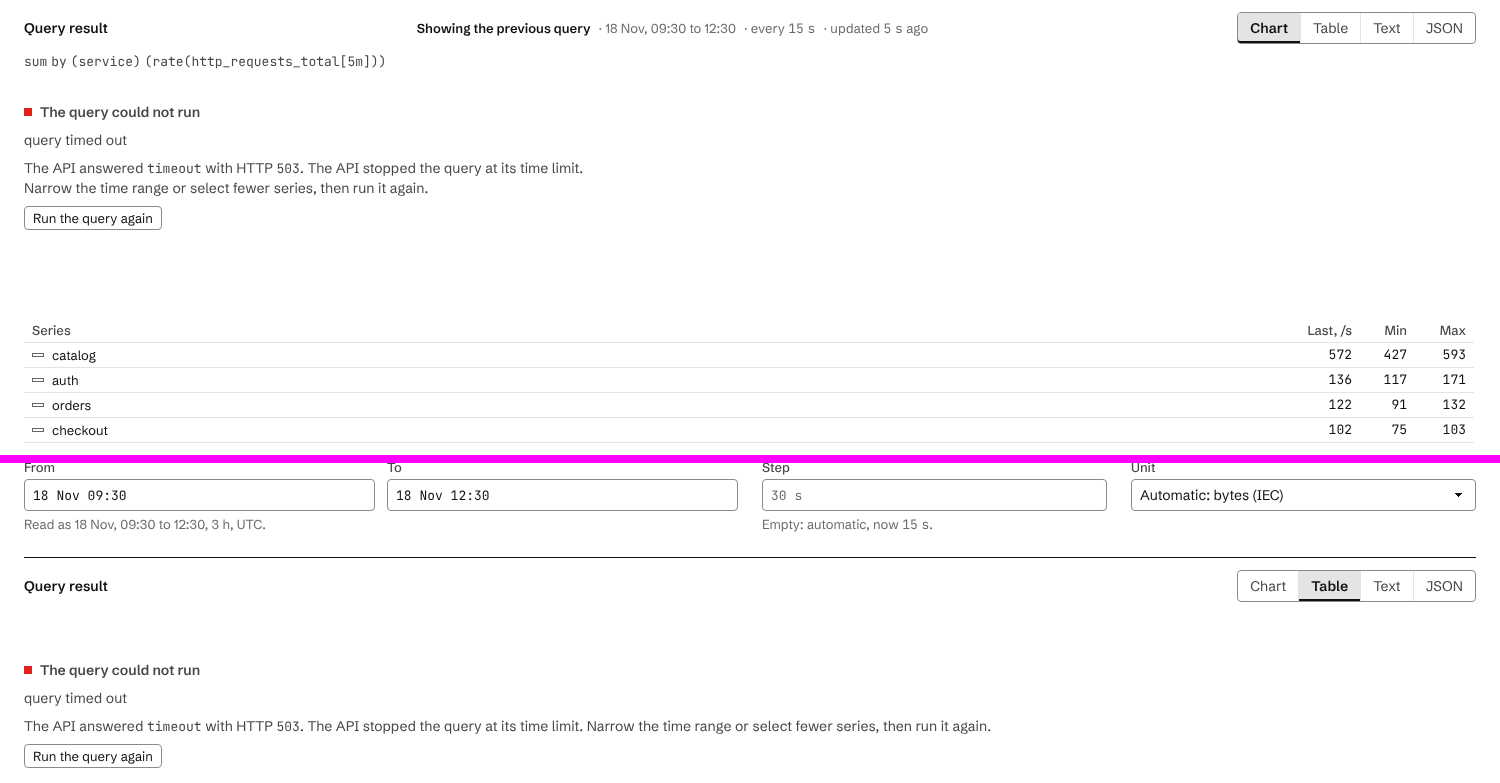 Query result Showing the previous query · 18 Nov, 09:30 to 12:30 · every 15 s · updated 5 s ago Chart Table Text JSON
sum by (service) (rate(http_requests_total[5m]))
The query could not run
query timed out
The API answered timeout with HTTP 503. The API stopped the query at its time limit.
Narrow the time range or select fewer series, then run it again.
Run the query again
Series Last, /s Min Max
catalog 572 427 593
auth 136 117 171
orders 122 91 132
checkout 102 75 103
From To Step Unit
18 Nov 09:30 18 Nov 12:30 30 s Automatic: bytes (IEC)
Read as 18 Nov, 09:30 to 12:30, 3 h, UTC. Empty: automatic, now 15 s.
Query result Chart Table Text JSON
The query could not run
query timed out
The API answered timeout with HTTP 503. The API stopped the query at its time limit. Narrow the time range or select fewer series, then run it again.
Run the query again